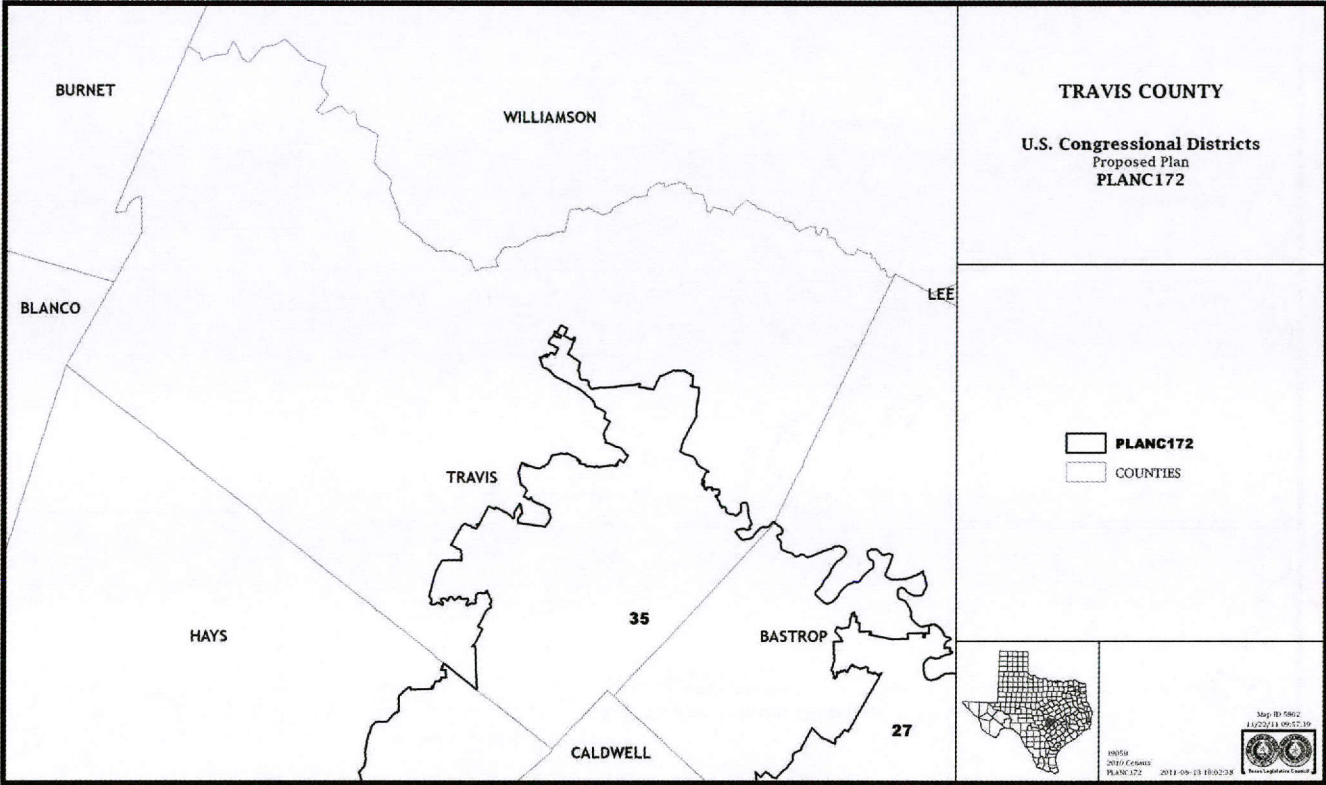 BURNET
WILLIAMSON
BLANCO
LEE
TRAVIS
HAYS
35
BASTROP
27
CALDWELL
TRAVIS COUNTY
U.S. Congressional Districts
Proposed Plan
PLANC172
PLANC172
COUNTIES
2010 Census
PLANC172
Texas Legislative Council